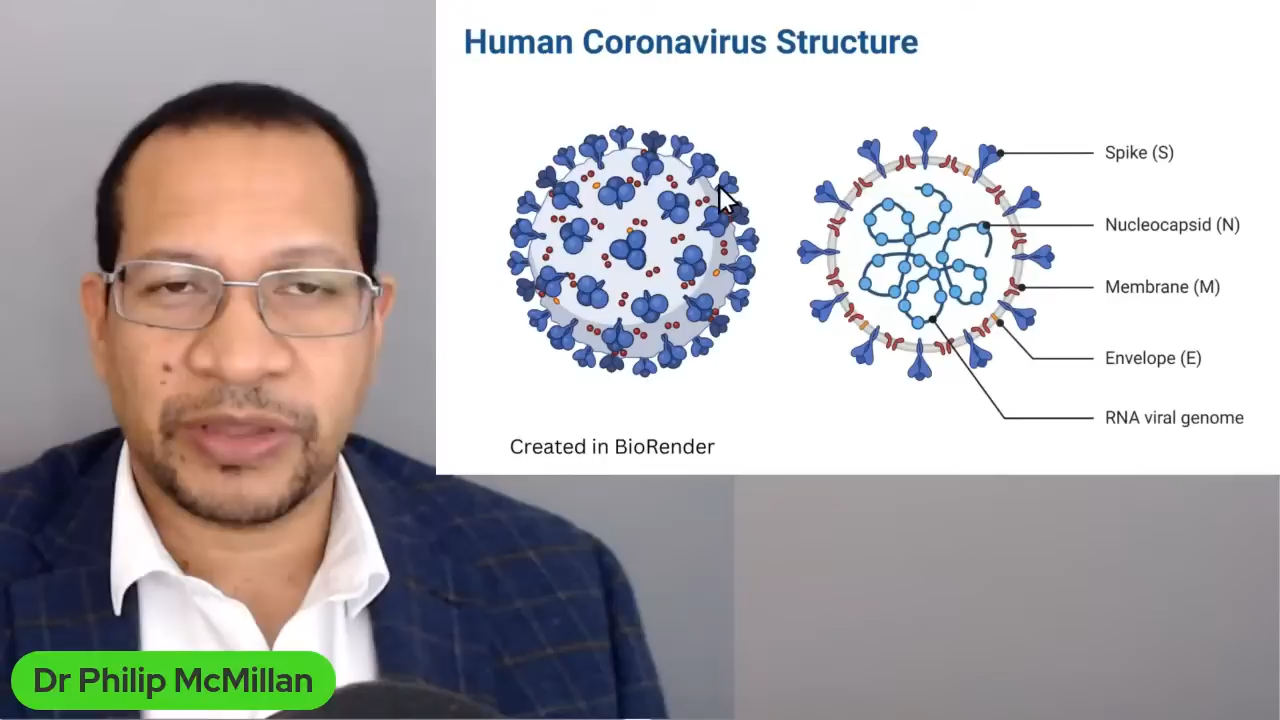 Human Coronavirus Structure
Spike (S)
Nucleocapsid (N)
Membrane (M)
Envelope (E)
RNA viral genome
Created in BioRender
Dr Philip McMillan